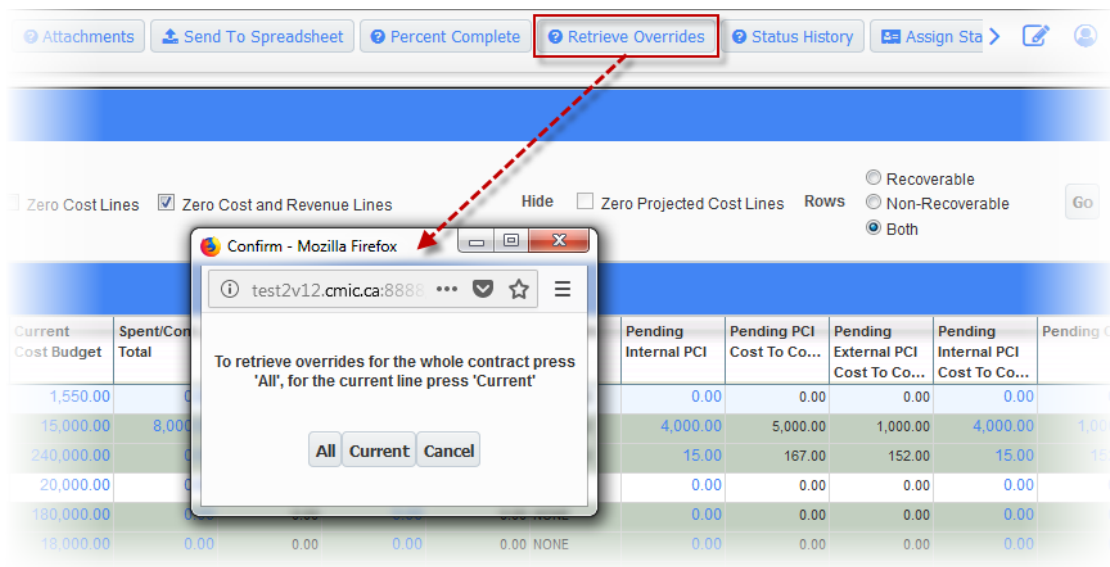 Attachments Send To Spreadsheet Percent Complete Retrieve Overrides Status History Assign Sta
Recoverable
Zero Cost Lines Zero Cost and Revenue Lines Hide Zero Projected Cost Lines Rows Non-Recoverable Go
Both
Confirm - Mozilla Firefox
test2v12.cmic.ca:8888
To retrieve overrides for the whole contract press
'All', for the current line press 'Current'
All Current Cancel
Current Spent/Con Pending Pending PCI Pending Pending Pending
Cost Budget Total Internal PCI Cost To Co... External PCI Internal PCI
Cost To Co... Cost To Co...
1,550.00 0.00 0.00 0.00 0.00
15,000.00 8,000 4,000.00 5,000.00 1,000.00 4,000.00
240,000.00 15.00 167.00 152.00 15.00
20,000.00 0.00 0.00 0.00 0.00
180,000.00 0.00 0.00 0.00 0.00 NONE 0.00 0.00 0.00 0.00
18,000.00 0.00 0.00 0.00 0.00 NONE 0.00 0.00 0.00 0.00